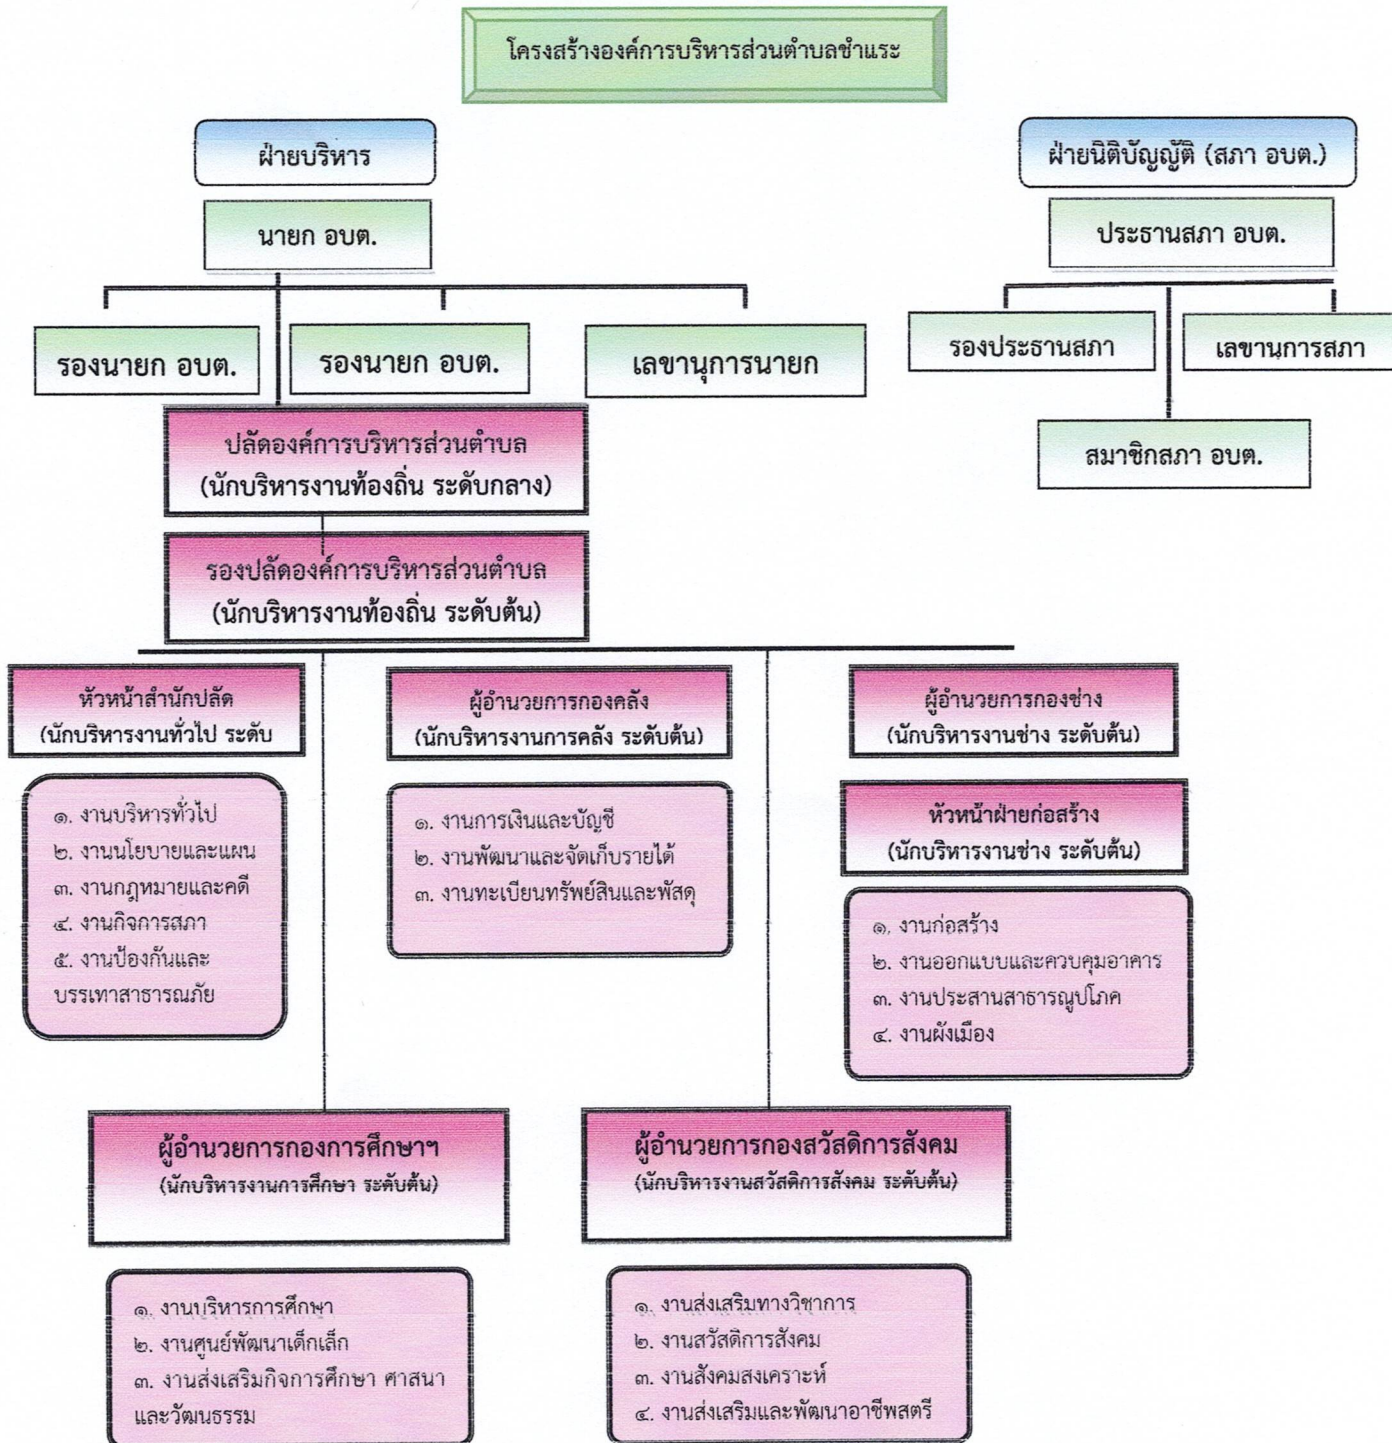 โครงสร้างองค์การบริหารส่วนตำบลชำแระ
ฝ่ายบริหาร
ฝ่ายนิติบัญญัติ (สภา อบต.)
นายก อบต.
ประธานสภา อบต.
รองนายก อบต.
รองนายก อบต.
เลขานุการนายก
รองประธานสภา
เลขานการสภา
สมาชิกสภา อบต.
ปลัดองค์การบริหารส่วนตำบล
(นักบริหารงานท้องถิ่น ระดับกลาง)
รองปลัดองค์การบริหารส่วนตำบล
(นักบริหารงานท้องถิ่น ระดับต้น)
หัวหน้าสำนักปลัด
(นักบริหารงานทั่วไป ระดับ
๑. งานบริหารทั่วไป
๒. งานนโยบายและแผน
๓. งานกฎหมายและคดี
๔. งานกิจการสภา
๕. งานป้องกันและ
บรรเทาสาธารณภัย
ผู้อำนวยการกองคลัง
(นักบริหารงานการคลัง ระดับต้น)
๑. งานการเงินและบัญชี
๒. งานพัฒนาและจัดเก็บรายได้
๓. งานทะเบียนทรัพย์สินและพัสดุ
ผู้อำนวยการกองช่าง
(นักบริหารงานช่าง ระดับต้น)
หัวหน้าฝ่ายก่อสร้าง
(นักบริหารงานช่าง ระดับต้น)
๑. งานก่อสร้าง
๒. งานออกแบบและควบคุมอาคาร
๓. งานประสานสาธารณูปโภค
๔. งานผังเมือง
ผู้อำนวยการกองการศึกษาฯ
(นักบริหารงานการศึกษา ระดับต้น)
๑. งานบริหารการศึกษา
๒. งานศูนย์พัฒนาเด็กเล็ก
๓. งานส่งเสริมกิจการศึกษา ศาสนา
และวัฒนธรรม
ผู้อำนวยการกองสวัสดิการสังคม
(นักบริหารงานสวัสดิการสังคม ระดับต้น)
๑. งานส่งเสริมทางวิชาการ
๒. งานสวัสดิการสังคม
๓. งานสังคมสงเคราะห์
๔. งานส่งเสริมและพัฒนาอาชีพสตรี